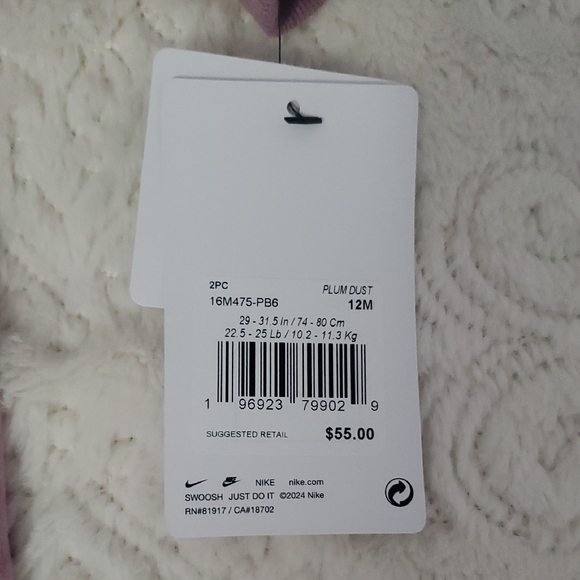 2PC PLUM DUST
16M475-PB6 12M
29 - 31.5 In / 74 - 80 Cm
22.5 - 25 Lb / 10.2 - 11.3 Kg
1 96923 79902 9
SUGGESTED RETAIL $55.00
NIKE nike.com
SWOOSH JUST DO IT ©2024 Nike
RN#81917 / CA#18702